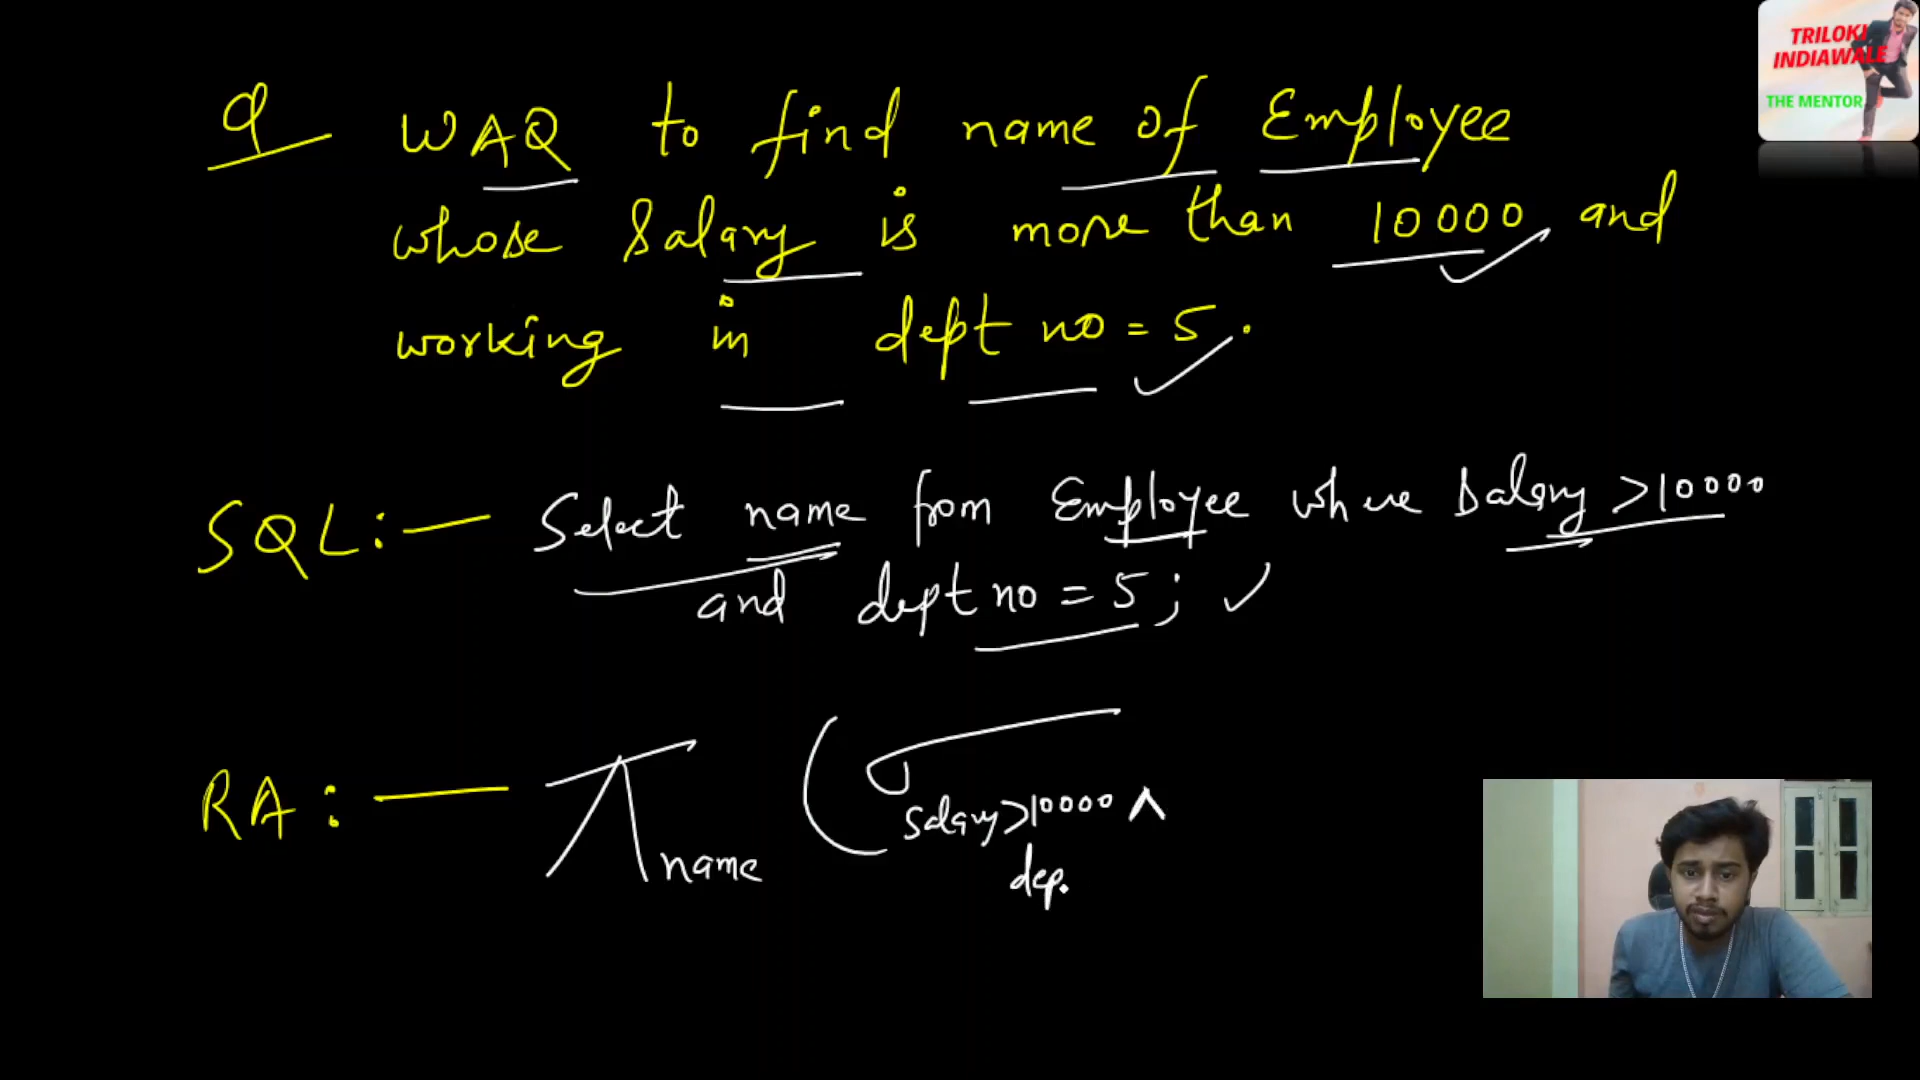 TRILOKI
INDIAWALE
THE MENTOR
Q WAQ to find name of Employee
whose Salary is more than 10000 and
working in dept no = 5.
SQL:— Select name from Employee where salary >10000
and dept no = 5;
RA:— π name ( σ salary>10000 ∧
dep.